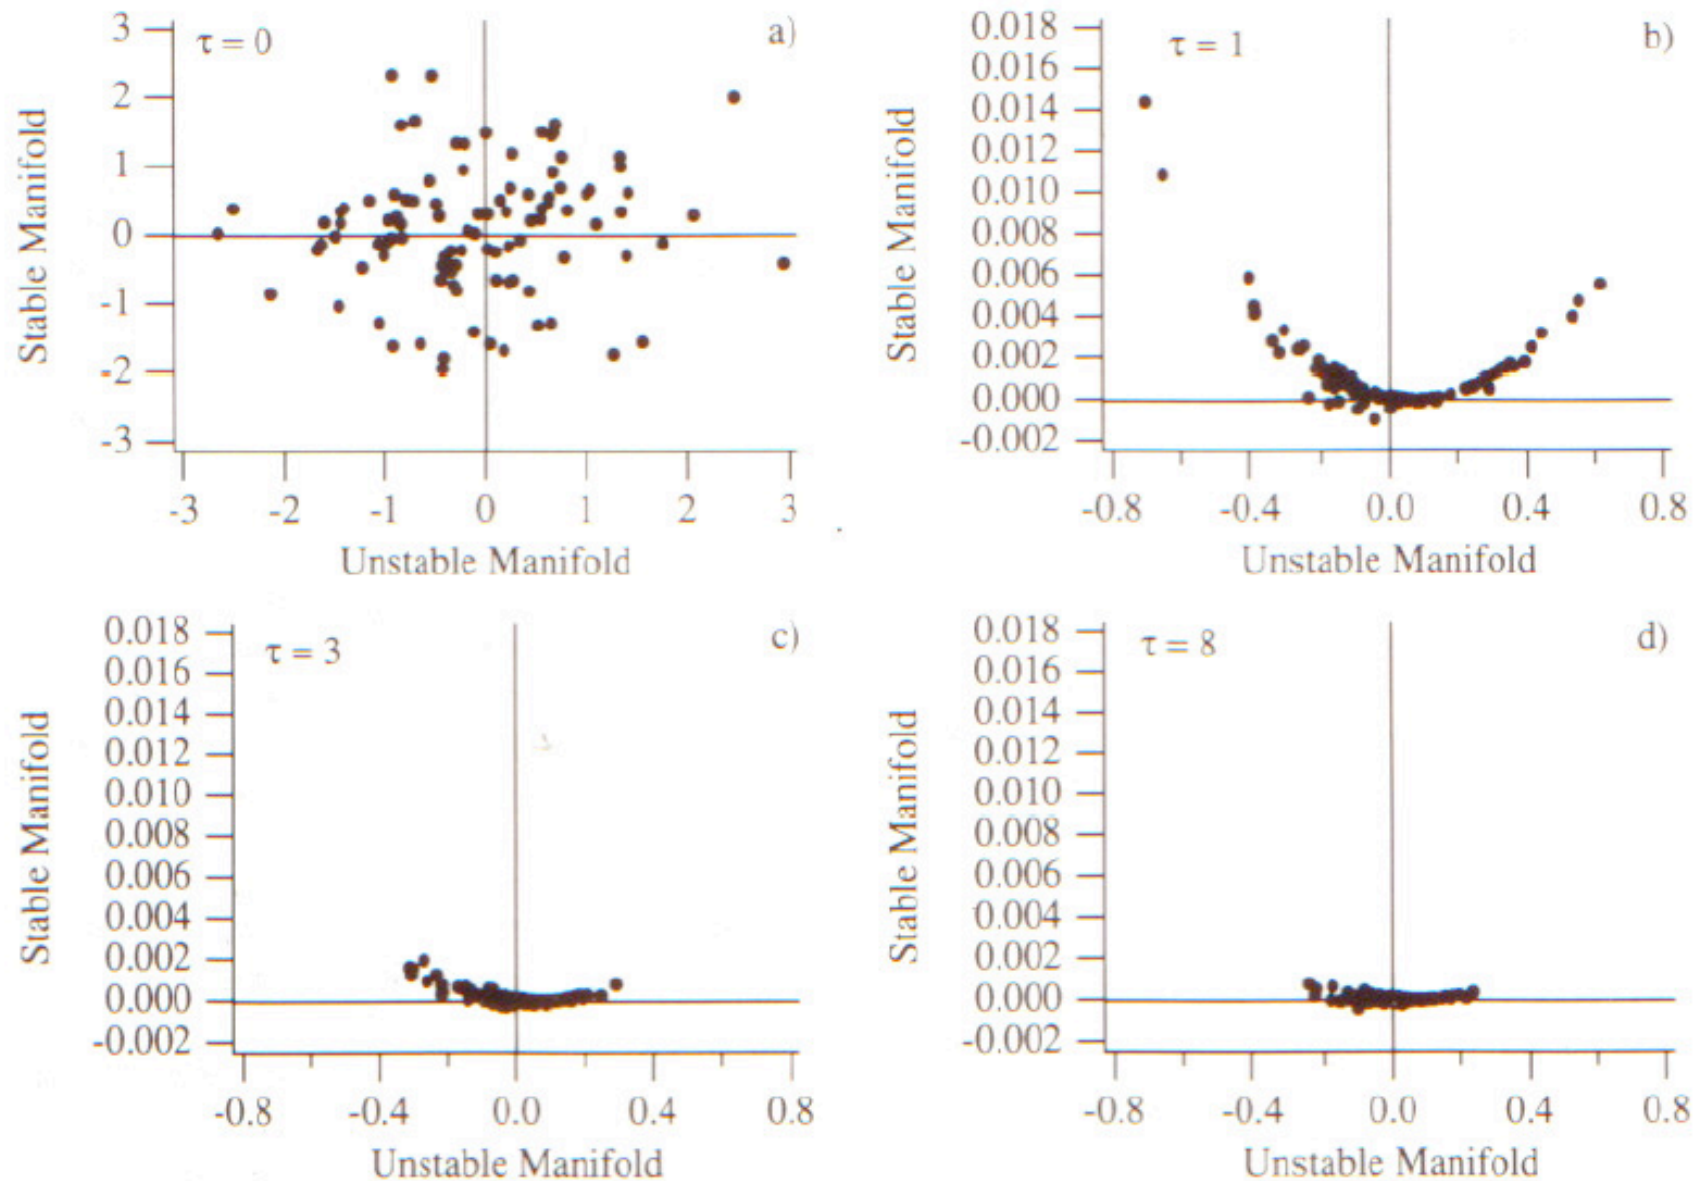 τ = 0
a)
3
2
1
0
-1
-2
-3
Stable Manifold
-3 -2 -1 0 1 2 3
Unstable Manifold
τ = 1
b)
0.018
0.016
0.014
0.012
0.010
0.008
0.006
0.004
0.002
0.000
-0.002
Stable Manifold
-0.8 -0.4 0.0 0.4 0.8
Unstable Manifold
τ = 3
c)
0.018
0.016
0.014
0.012
0.010
0.008
0.006
0.004
0.002
0.000
-0.002
Stable Manifold
-0.8 -0.4 0.0 0.4 0.8
Unstable Manifold
τ = 8
d)
0.018
0.016
0.014
0.012
0.010
0.008
0.006
0.004
0.002
0.000
-0.002
Stable Manifold
-0.8 -0.4 0.0 0.4 0.8
Unstable Manifold